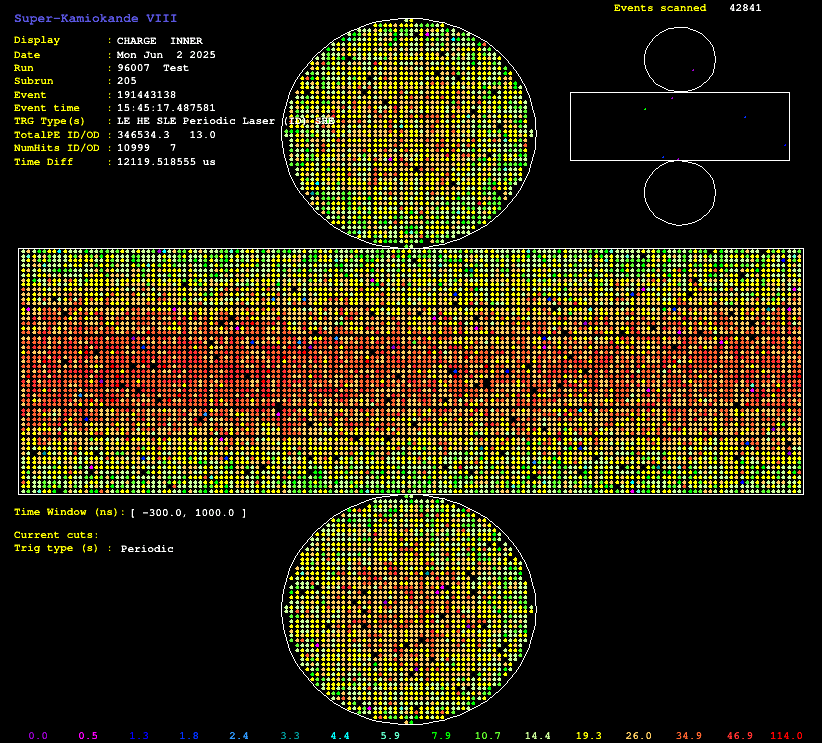 Super-Kamiokande VIII
Events scanned 42841
Display : CHARGE INNER
Date : Mon Jun 2 2025
Run : 96007 Test
Subrun : 205
Event : 191443138
Event time : 15:45:17.487581
TRG Type(s) : LE HE SLE Periodic Laser
TotalPE ID/OD : 346534.3 13.0
NumHits ID/OD : 10999 7
Time Diff : 12119.518555 us
Time Window (ns): [ -300.0, 1000.0 ]
Current cuts:
Trig type (s) : Periodic
0.0 0.5 1.3 1.8 2.4 3.3 4.4 5.9 7.9 10.7 14.4 19.3 26.0 34.9 46.9 114.0